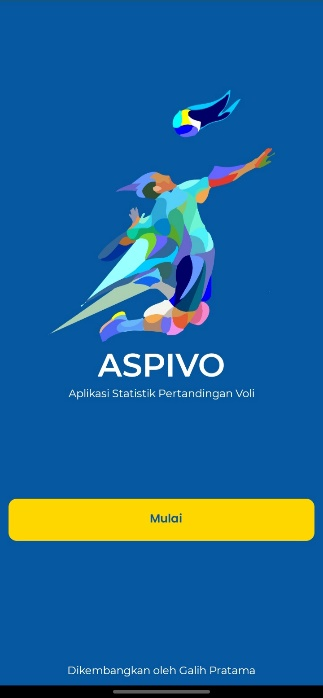 ASPIVO
Aplikasi Statistik Pertandingan Voli
Mulai
Dikembangkan oleh Galih Pratama